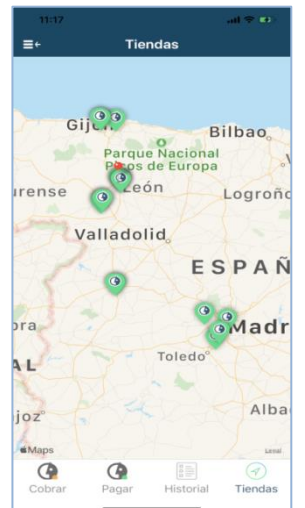 11:17
Tiendas
Gijón
Bilbao
Parque Nacional
Picos de Europa
urense
León
Logroño
Valladolid
ESPAÑ
ora
Madr
AL
Toledo
Alba
joz
Maps
Legal
Cobrar
Pagar
Historial
Tiendas